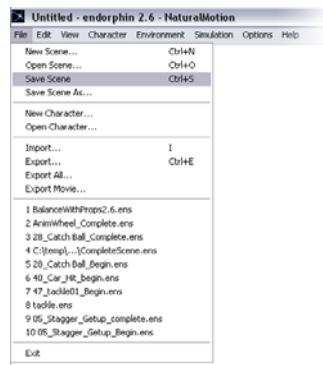 Untitled - endorphin 2.6 - NaturalMotion
File Edit View Character Environment Simulation Options Help
New Scene... Ctrl+N
Open Scene... Ctrl+O
Save Scene Ctrl+S
Save Scene As...
New Character...
Open Character...
Import... I
Export... Ctrl+E
Export All...
Export Movie...
1 BalanceWithProps2.6.ens
2 AnimWheel_Complete.ens
3 28_Catch Ball_Complete.ens
4 C:\temp\...\CompleteScene.ens
5 28_Catch Ball_Begin.ens
6 40_Car_Hit_begin.ens
7 47_tackle01_Begin.ens
8 tackle.ens
9 05_Stagger_Getup_complete.ens
10 05_Stagger_Getup_Begin.ens
Exit